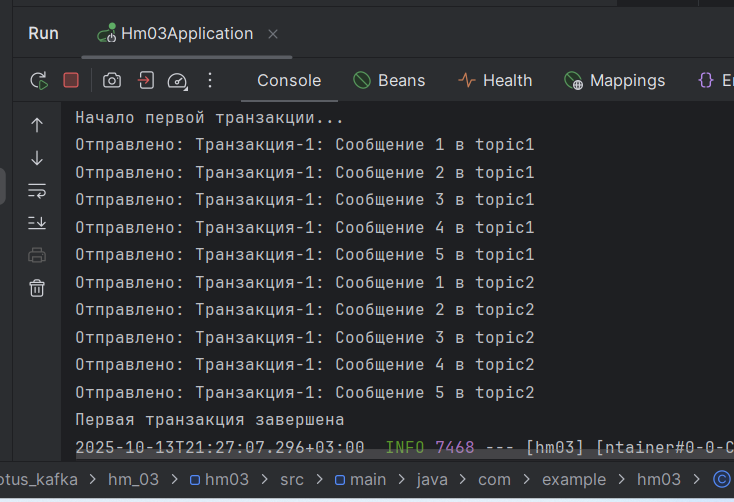 Run Hm03Application
Console Beans Health Mappings
Начало первой транзакции...
Отправлено: Транзакция-1: Сообщение 1 в topic1
Отправлено: Транзакция-1: Сообщение 2 в topic1
Отправлено: Транзакция-1: Сообщение 3 в topic1
Отправлено: Транзакция-1: Сообщение 4 в topic1
Отправлено: Транзакция-1: Сообщение 5 в topic1
Отправлено: Транзакция-1: Сообщение 1 в topic2
Отправлено: Транзакция-1: Сообщение 2 в topic2
Отправлено: Транзакция-1: Сообщение 3 в topic2
Отправлено: Транзакция-1: Сообщение 4 в topic2
Отправлено: Транзакция-1: Сообщение 5 в topic2
Первая транзакция завершена
2025-10-13T21:27:07.296+03:00 INFO 7468 --- [hm03] [ntainer#0-0-C
otus_kafka > hm_03 > hm03 > src > main > java > com > example > hm03 >